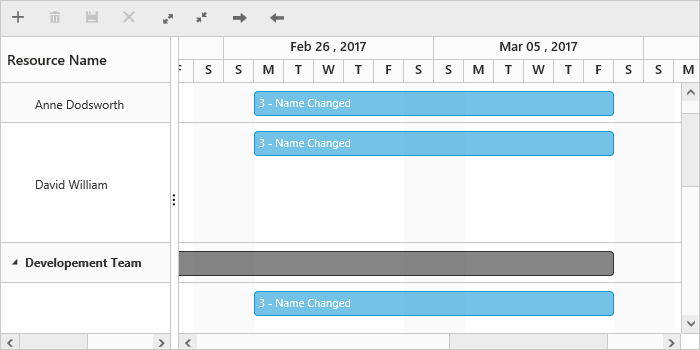 Resource Name
Feb 26 , 2017
Mar 05 , 2017
F S S M T W T F S S M T W T F S S M
Anne Dodsworth
3 - Name Changed
David William
3 - Name Changed
Developement Team
3 - Name Changed